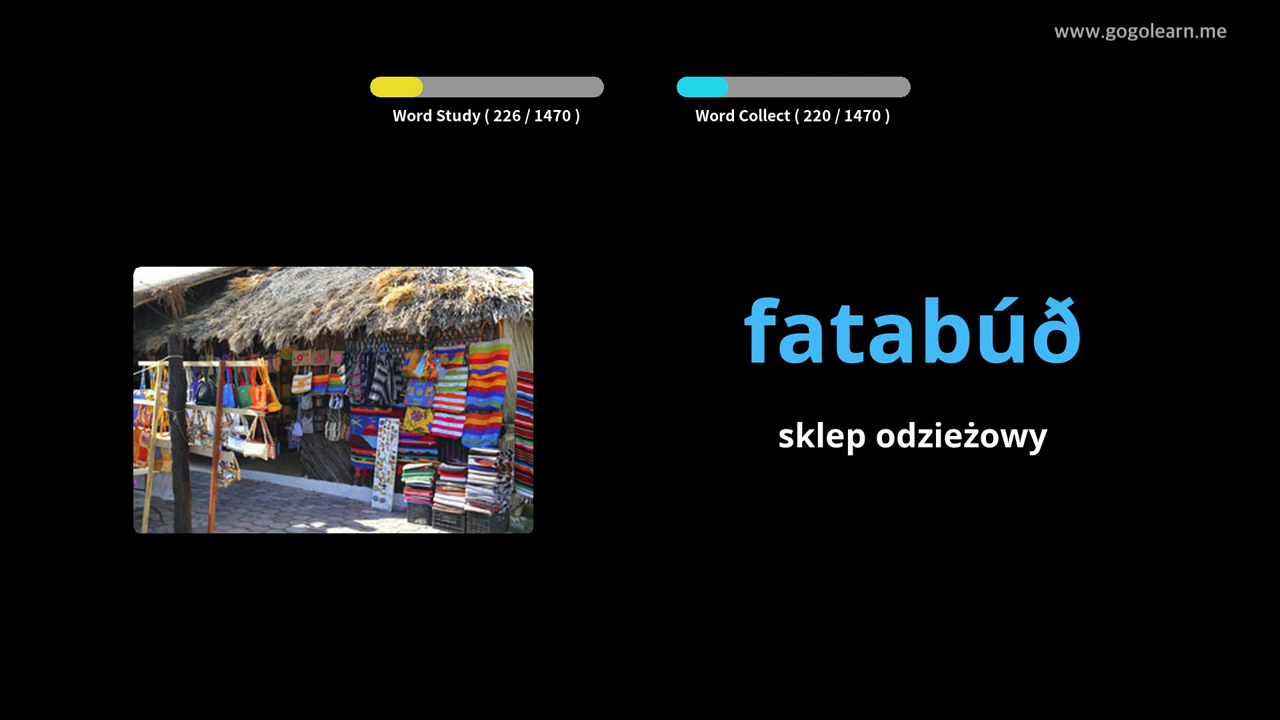 www.gogolearn.me
Word Study ( 226 / 1470 )
Word Collect ( 220 / 1470 )
fatabúð
sklep odzieżowy